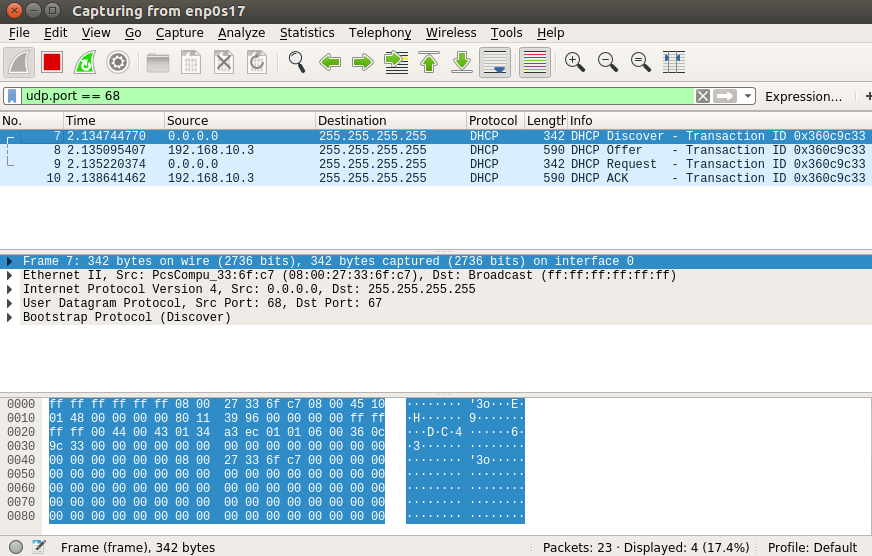 Capturing from enp0s17
File Edit View Go Capture Analyze Statistics Telephony Wireless Tools Help
udp.port == 68 Expression… +
No. Time Source Destination Protocol Length Info
7 2.134744770 0.0.0.0 255.255.255.255 DHCP 342 DHCP Discover - Transaction ID 0x360c9c33
8 2.135095407 192.168.10.3 255.255.255.255 DHCP 590 DHCP Offer - Transaction ID 0x360c9c33
9 2.135220374 0.0.0.0 255.255.255.255 DHCP 342 DHCP Request - Transaction ID 0x360c9c33
10 2.138641462 192.168.10.3 255.255.255.255 DHCP 590 DHCP ACK - Transaction ID 0x360c9c33
Frame 7: 342 bytes on wire (2736 bits), 342 bytes captured (2736 bits) on interface 0
Ethernet II, Src: PcsCompu_33:6f:c7 (08:00:27:33:6f:c7), Dst: Broadcast (ff:ff:ff:ff:ff:ff)
Internet Protocol Version 4, Src: 0.0.0.0, Dst: 255.255.255.255
User Datagram Protocol, Src Port: 68, Dst Port: 67
Bootstrap Protocol (Discover)
0000 ff ff ff ff ff ff 08 00 27 33 6f c7 08 00 45 10 ········ '3o···E·
0010 01 48 00 00 00 00 80 11 39 96 00 00 00 00 ff ff ·H······ 9·······
0020 ff ff 00 44 00 43 01 34 a3 ec 01 01 06 00 36 0c ···D·C·4 ······6·
0030 9c 33 00 00 00 00 00 00 00 00 00 00 00 00 00 00 ·3······ ········
0040 00 00 00 00 00 00 08 00 27 33 6f c7 00 00 00 00 ········ '3o·····
0050 00 00 00 00 00 00 00 00 00 00 00 00 00 00 00 00 ········ ········
0060 00 00 00 00 00 00 00 00 00 00 00 00 00 00 00 00 ········ ········
0070 00 00 00 00 00 00 00 00 00 00 00 00 00 00 00 00 ········ ········
0080 00 00 00 00 00 00 00 00 00 00 00 00 00 00 00 00 ········ ········
Frame (frame), 342 bytes Packets: 23 · Displayed: 4 (17.4%) Profile: Default